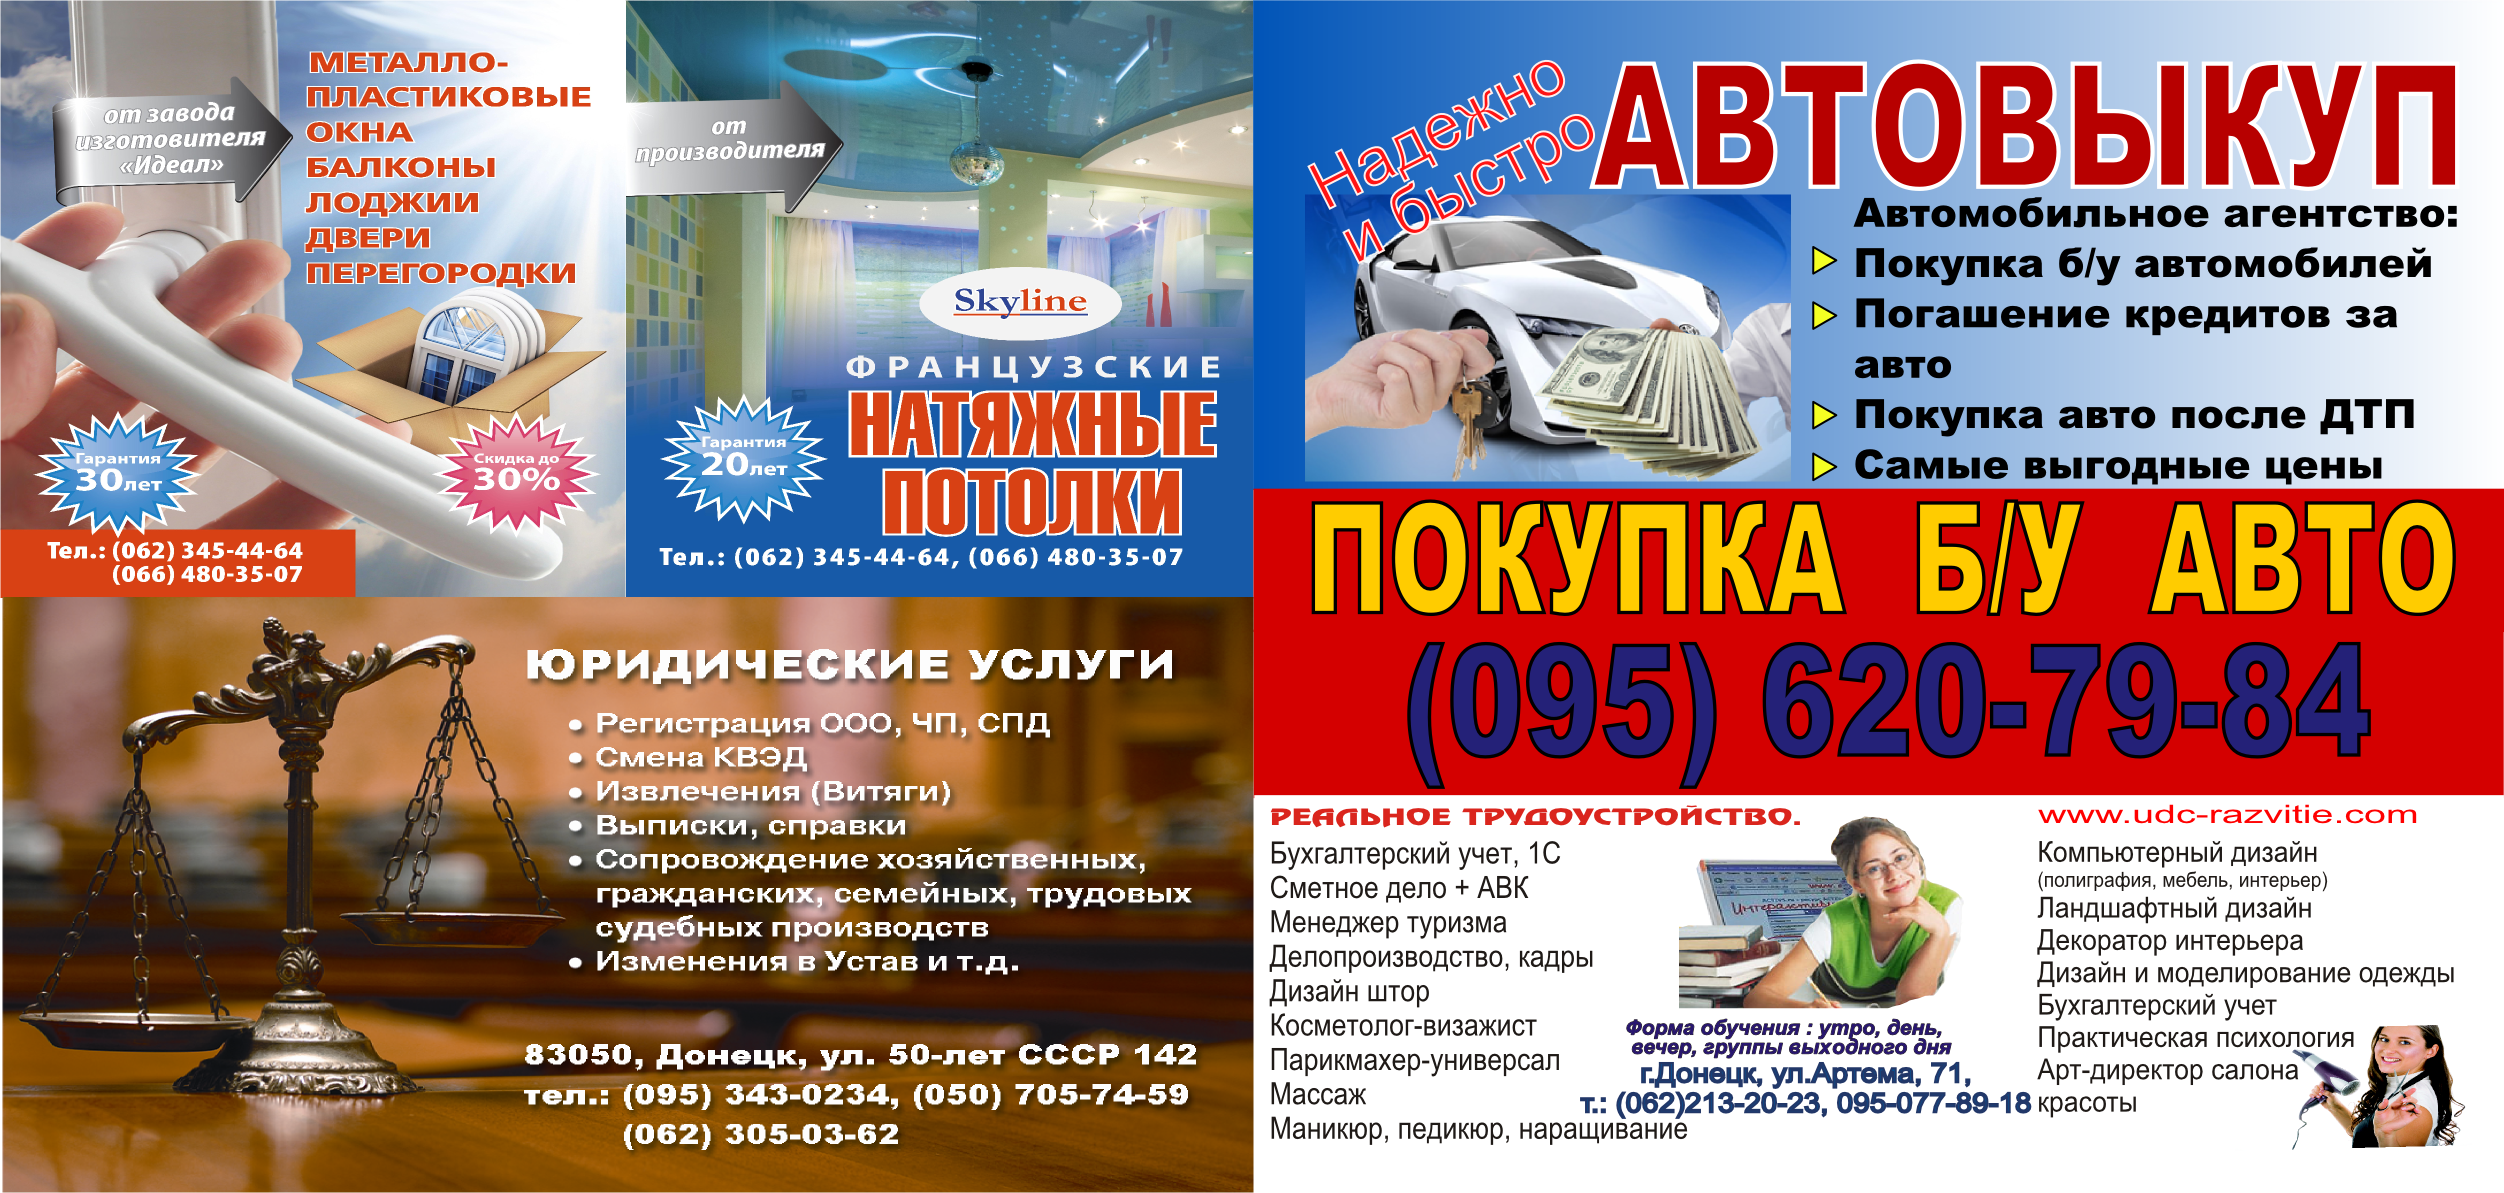 от завода
изготовителя
«Идеал»
МЕТАЛЛО-
ПЛАСТИКОВЫЕ
ОКНА
БАЛКОНЫ
ЛОДЖИИ
ДВЕРИ
ПЕРЕГОРОДКИ
Гарантия
30лет
Скидка до
30%
Тел.: (062) 345-44-64
(066) 480-35-07
от
производителя
Skyline
ФРАНЦУЗСКИЕ
НАТЯЖНЫЕ
ПОТОЛКИ
Гарантия
20лет
Тел.: (062) 345-44-64, (066) 480-35-07
Надежно
и быстро
АВТОВЫКУП
Автомобильное агентство:
Покупка б/у автомобилей
Погашение кредитов за
авто
Покупка авто после ДТП
Самые выгодные цены
ПОКУПКА Б/У АВТО
(095) 620-79-84
ЮРИДИЧЕСКИЕ УСЛУГИ
• Регистрация ООО, ЧП, СПД
• Смена КВЭД
• Извлечения (Витяги)
• Выписки, справки
• Сопровождение хозяйственных,
гражданских, семейных, трудовых
судебных производств
• Изменения в Устав и т.д.
83050, Донецк, ул. 50-лет СССР 142
тел.: (095) 343-0234, (050) 705-74-59
(062) 305-03-62
РЕАЛЬНОЕ ТРУДОУСТРОЙСТВО.
Бухгалтерский учет, 1С
Сметное дело + АВК
Менеджер туризма
Делопроизводство, кадры
Дизайн штор
Косметолог-визажист
Парикмахер-универсал
Массаж
Маникюр, педикюр, наращивание
Форма обучения : утро, день,
вечер, группы выходного дня
г.Донецк, ул.Артема, 71,
т.: (062)213-20-23, 095-077-89-18
www.udc-razvitie.com
Компьютерный дизайн
(полиграфия, мебель, интерьер)
Ландшафтный дизайн
Декоратор интерьера
Дизайн и моделирование одежды
Бухгалтерский учет
Практическая психология
Арт-директор салона
красоты